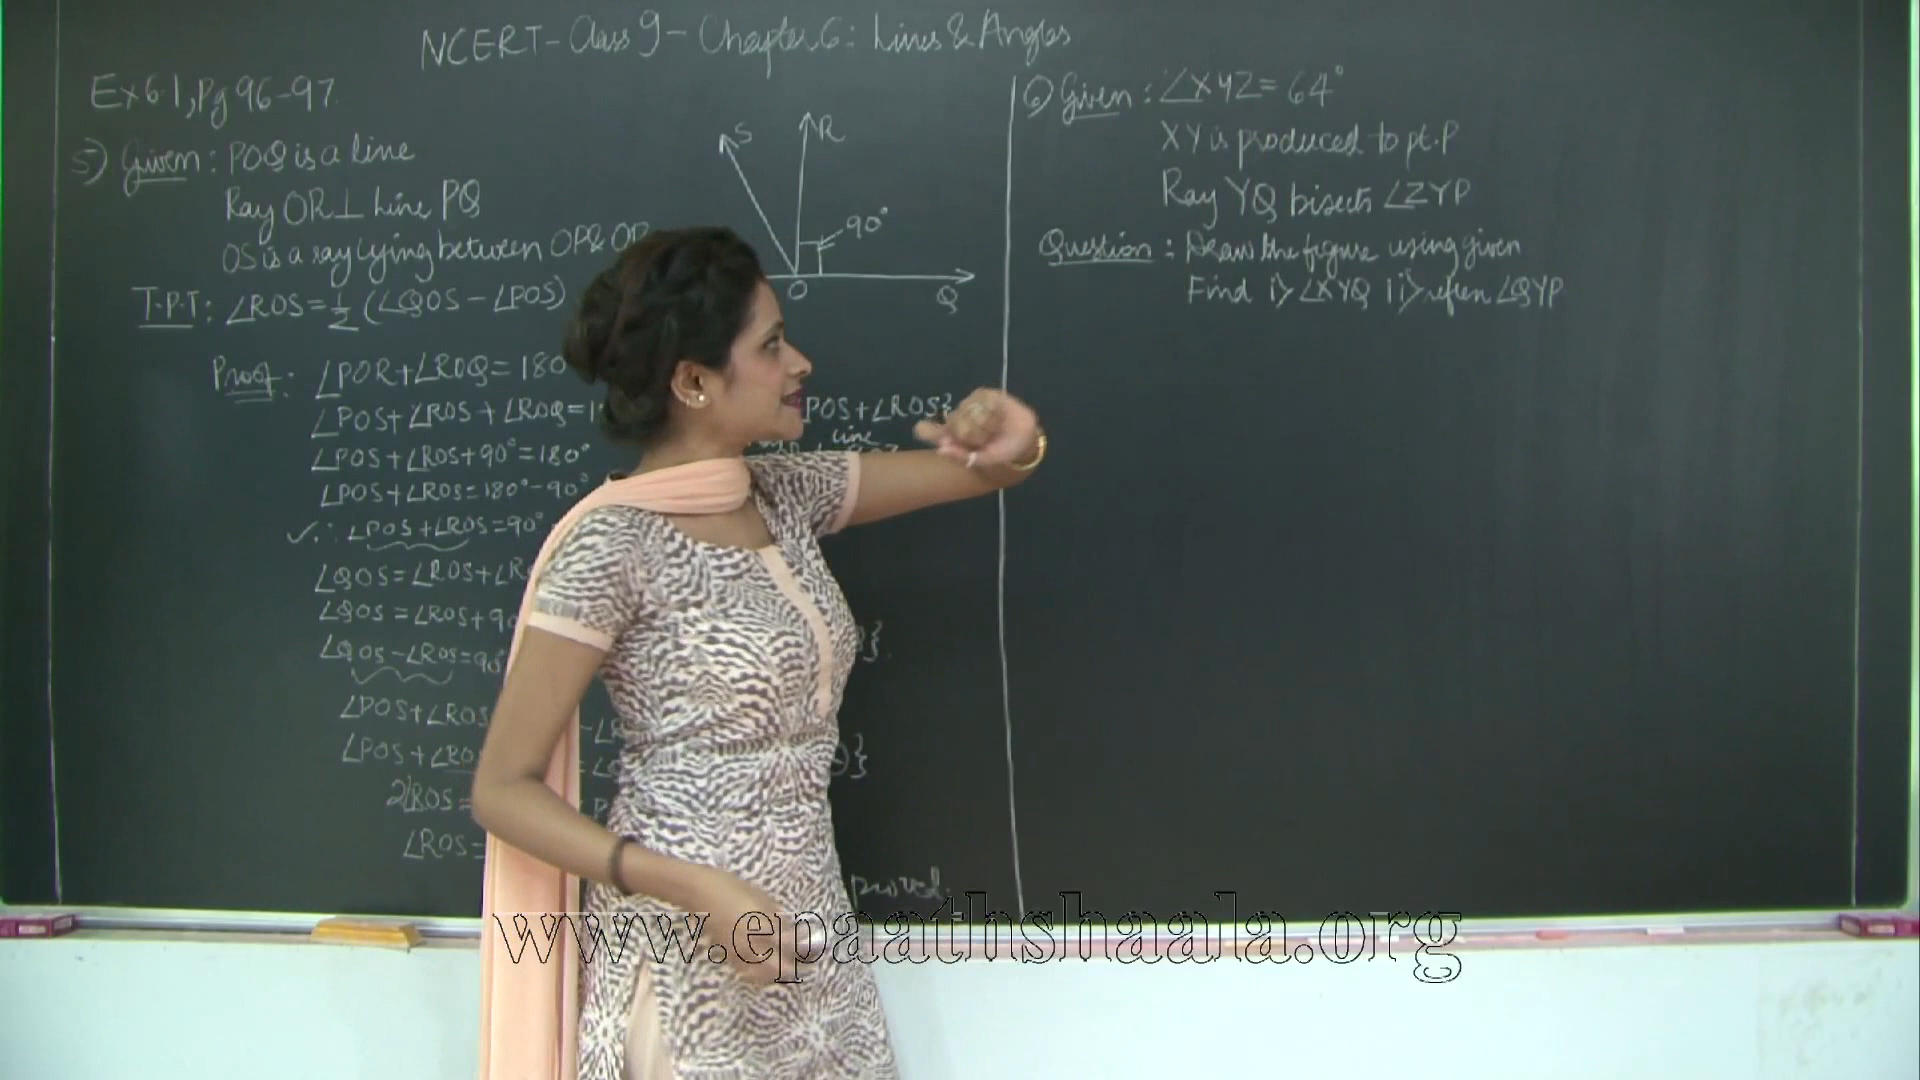 NCERT - Class 9 - Chapter 6: Lines & Angles
Ex 6.1, Pg 96-97.
5) Given: POQ is a line
Ray OR ⊥ Line PQ
OS is a ray lying between OP & OR
T.P.T: ∠ROS = 1/2 (∠QOS - ∠POS)
S
R
90°
O
Q
Proof: ∠POR + ∠ROQ = 180
∠POS + ∠ROS + ∠ROQ = 1
POS + ∠ROS}
line
∠POS + ∠ROS + 90° = 180°
∠POS + ∠ROS = 180° - 90°
✓ ∴ ∠POS + ∠ROS = 90°
∠QOS = ∠ROS + ∠R
∠QOS = ∠ROS + 90
∠QOS - ∠ROS = 90°
∠POS + ∠ROS
∠POS + ∠RO
2∠ROS =
∠ROS =
proved.
6) Given: ∠XYZ = 64°
XY is produced to pt. P
Ray YQ bisects ∠ZYP
Question: Draw the figure using given
Find i> ∠XYQ ii> reflex ∠QYP
www.epaathshaala.org